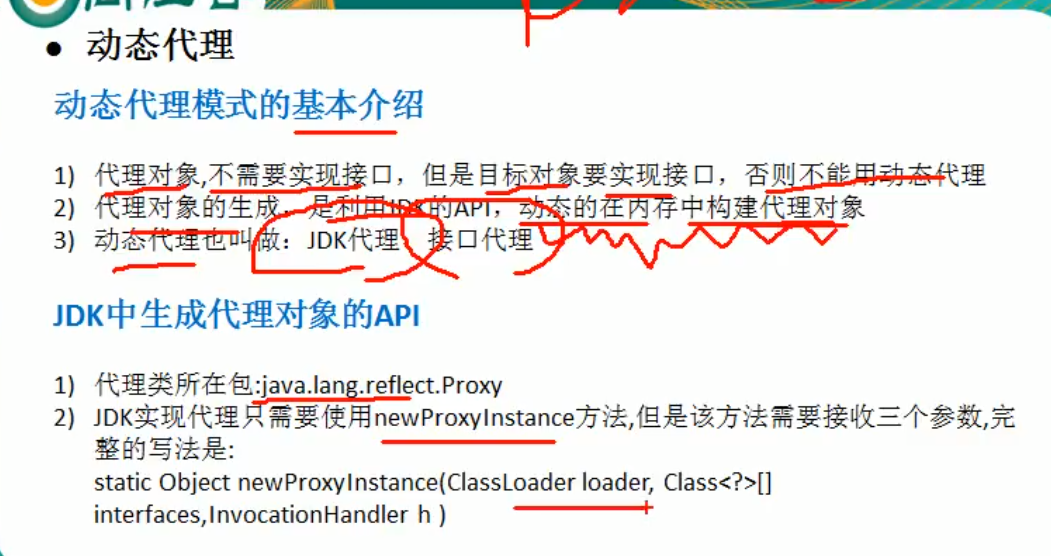 ● 动态代理
动态代理模式的基本介绍
1) 代理对象,不需要实现接口，但是目标对象要实现接口，否则不能用动态代理
2) 代理对象的生成，是利用JDK的API，动态的在内存中构建代理对象
3) 动态代理也叫做：JDK代理、接口代理
JDK中生成代理对象的API
1) 代理类所在包:java.lang.reflect.Proxy
2) JDK实现代理只需要使用newProxyInstance方法,但是该方法需要接收三个参数,完
整的写法是:
static Object newProxyInstance(ClassLoader loader, Class<?>[]
interfaces,InvocationHandler h )